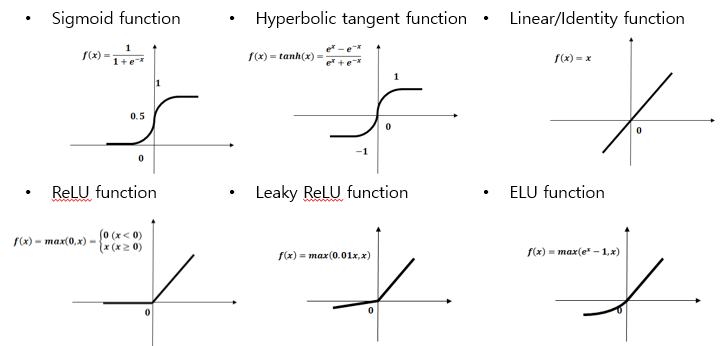 • Sigmoid function
f(x) = 1 / (1 + e^-x)
1
0.5
0
• Hyperbolic tangent function
f(x) = tanh(x) = (e^x − e^-x) / (e^x + e^-x)
1
0
−1
• Linear/Identity function
f(x) = x
0
• ReLU function
f(x) = max(0,x) = {0 (x < 0)
x (x ≥ 0)
0
• Leaky ReLU function
f(x) = max(0.01x,x)
0
• ELU function
f(x) = max(e^x − 1,x)
0